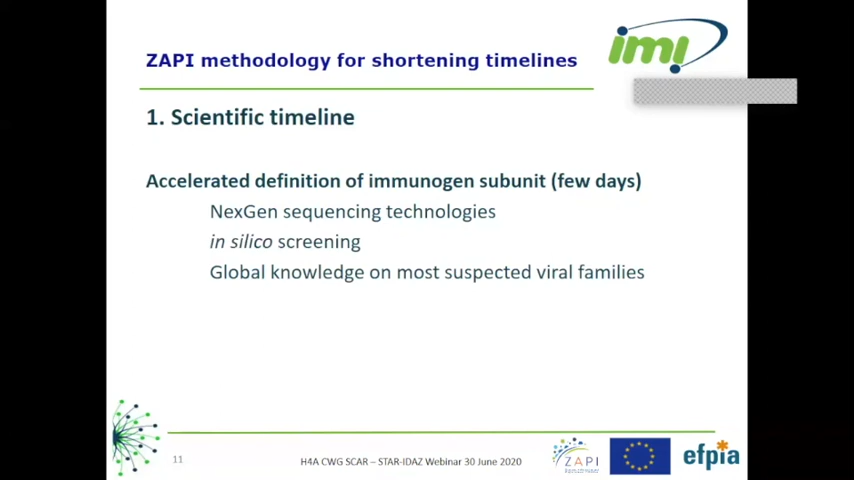 imi
ZAPI methodology for shortening timelines
1. Scientific timeline
Accelerated definition of immunogen subunit (few days)
NexGen sequencing technologies
in silico screening
Global knowledge on most suspected viral families
11
H4A CWG SCAR – STAR-IDAZ Webinar 30 June 2020
ZAPI
efpia